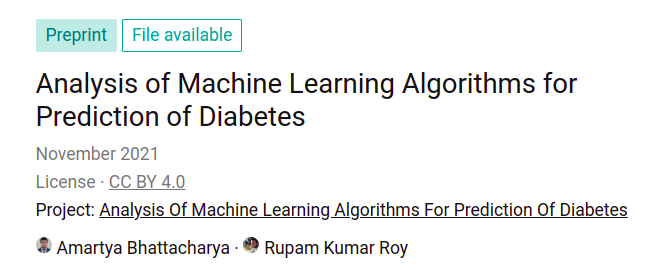 Preprint File available
Analysis of Machine Learning Algorithms for
Prediction of Diabetes
November 2021
License · CC BY 4.0
Project: Analysis Of Machine Learning Algorithms For Prediction Of Diabetes
Amartya Bhattacharya · Rupam Kumar Roy